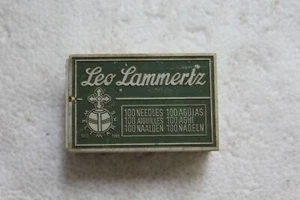 Leo Lammertz
100 NEEDLES 100 AGUJAS
100 AIGUILLES 100 AGHI
100 NAALDEN 100 NADELN